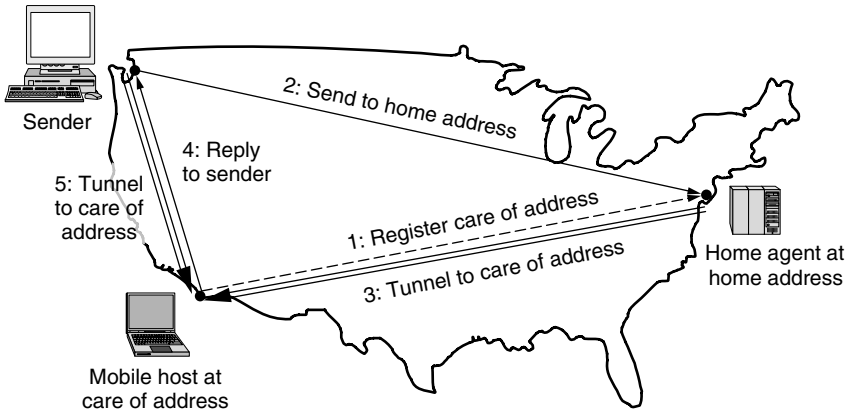 Sender
2: Send to home address
4: Reply
to sender
5: Tunnel
to care of
address
1: Register care of address
3: Tunnel to care of address
Home agent at
home address
Mobile host at
care of address